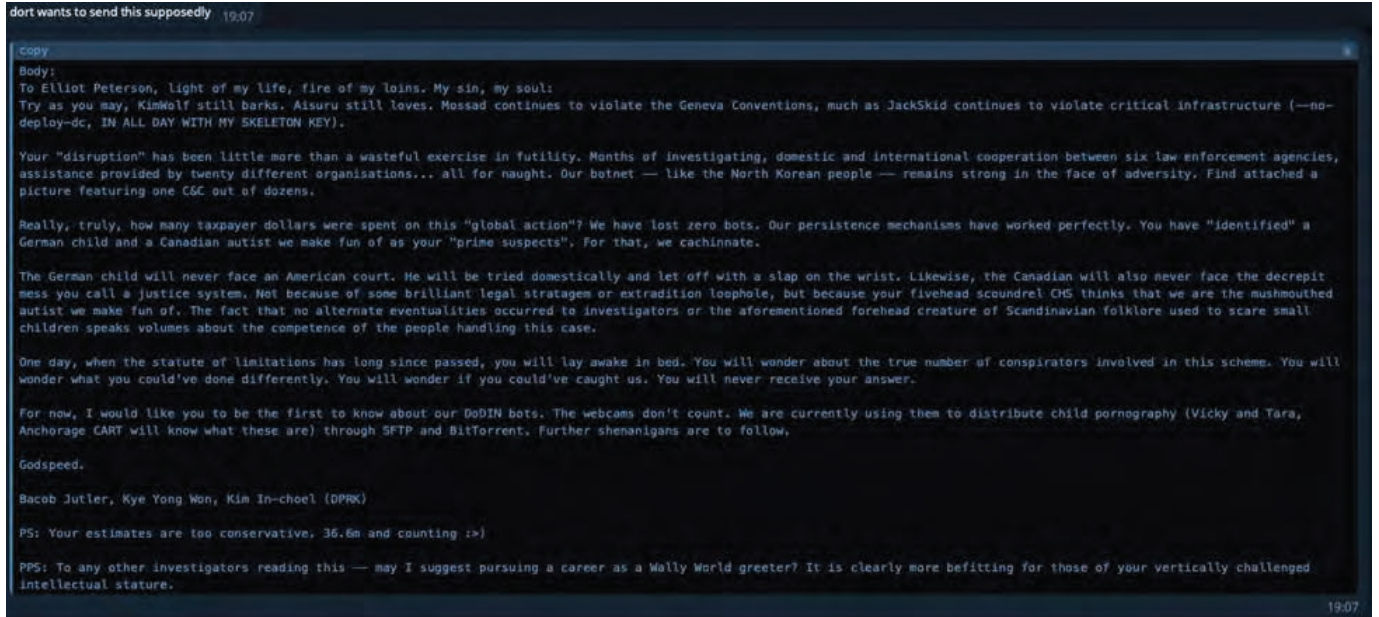 dort wants to send this supposedly 19:07
copy
Body:
To Elliot Peterson, light of my life, fire of my loins. My sin, my soul:
Try as you may, KimWolf still barks. Aisuru still loves. Mossad continues to violate the Geneva Conventions, much as JackSkid continues to violate critical infrastructure (--no-
deploy-dc, IN ALL DAY WITH MY SKELETON KEY).
Your "disruption" has been little more than a wasteful exercise in futility. Months of investigating, domestic and international cooperation between six law enforcement agencies,
assistance provided by twenty different organisations... all for naught. Our botnet — like the North Korean people — remains strong in the face of adversity. Find attached a
picture featuring one C&C out of dozens.
Really, truly, how many taxpayer dollars were spent on this "global action"? We have lost zero bots. Our persistence mechanisms have worked perfectly. You have "identified" a
German child and a Canadian autist we make fun of as your "prime suspects". For that, we cachinnate.
The German child will never face an American court. He will be tried domestically and let off with a slap on the wrist. Likewise, the Canadian will also never face the decrepit
mess you call a justice system. Not because of some brilliant legal stratagem or extradition loophole, but because your fivehead scoundrel CHS thinks that we are the mushmouthed
autist we make fun of. The fact that no alternate eventualities occurred to investigators or the aforementioned forehead creature of Scandinavian folklore used to scare small
children speaks volumes about the competence of the people handling this case.
One day, when the statute of limitations has long since passed, you will lay awake in bed. You will wonder about the true number of conspirators involved in this scheme. You will
wonder what you could've done differently. You will wonder if you could've caught us. You will never receive your answer.
For now, I would like you to be the first to know about our DoDIN bots. The webcams don't count. We are currently using them to distribute child pornography (Vicky and Tara,
Anchorage CART will know what these are) through SFTP and BitTorrent. Further shenanigans are to follow.
Godspeed.
Bacob Jutler, Kye Yong Won, Kim In-choel (DPRK)
PS: Your estimates are too conservative. 36.6m and counting :>)
PPS: To any other investigators reading this — may I suggest pursuing a career as a Wally World greeter? It is clearly more befitting for those of your vertically challenged
intellectual stature.
19:07